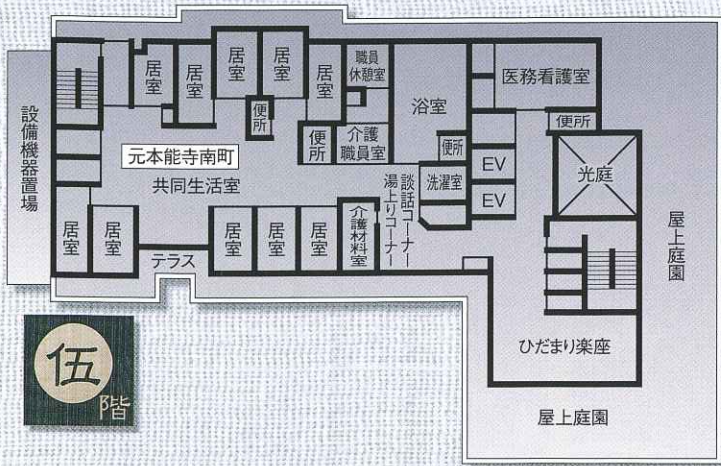 設備機器置場
居室
居室
居室
居室
居室
便所
便所
職員
休憩室
介護
職員室
浴室
便所
洗濯室
医務看護室
便所
EV
EV
光庭
元本能寺南町
共同生活室
談話コーナー
湯上りコーナー
居室
居室
テラス
居室
居室
居室
介護材料室
ひだまり楽座
屋上庭園
屋上庭園
伍
階